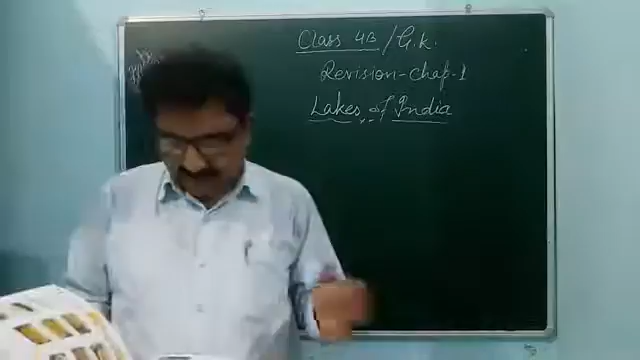 Class 4B/G.k.
Revision-Chap-1
Lakes of India